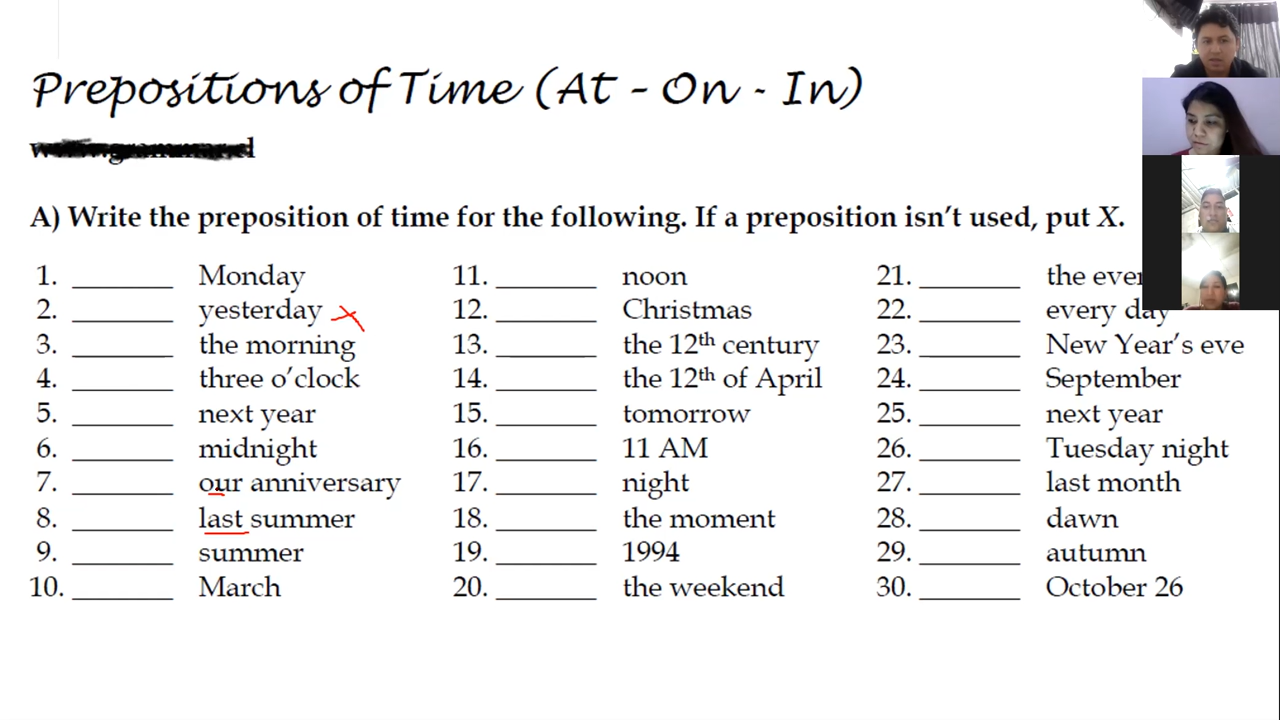 Prepositions of Time (At - On - In)
A) Write the preposition of time for the following. If a preposition isn't used, put X.
1. ________ Monday
2. ________ yesterday X
3. ________ the morning
4. ________ three o'clock
5. ________ next year
6. ________ midnight
7. ________ our anniversary
8. ________ last summer
9. ________ summer
10. ________ March
11. ________ noon
12. ________ Christmas
13. ________ the 12th century
14. ________ the 12th of April
15. ________ tomorrow
16. ________ 11 AM
17. ________ night
18. ________ the moment
19. ________ 1994
20. ________ the weekend
21. ________ the
22. ________ every day
23. ________ New Year's eve
24. ________ September
25. ________ next year
26. ________ Tuesday night
27. ________ last month
28. ________ dawn
29. ________ autumn
30. ________ October 26